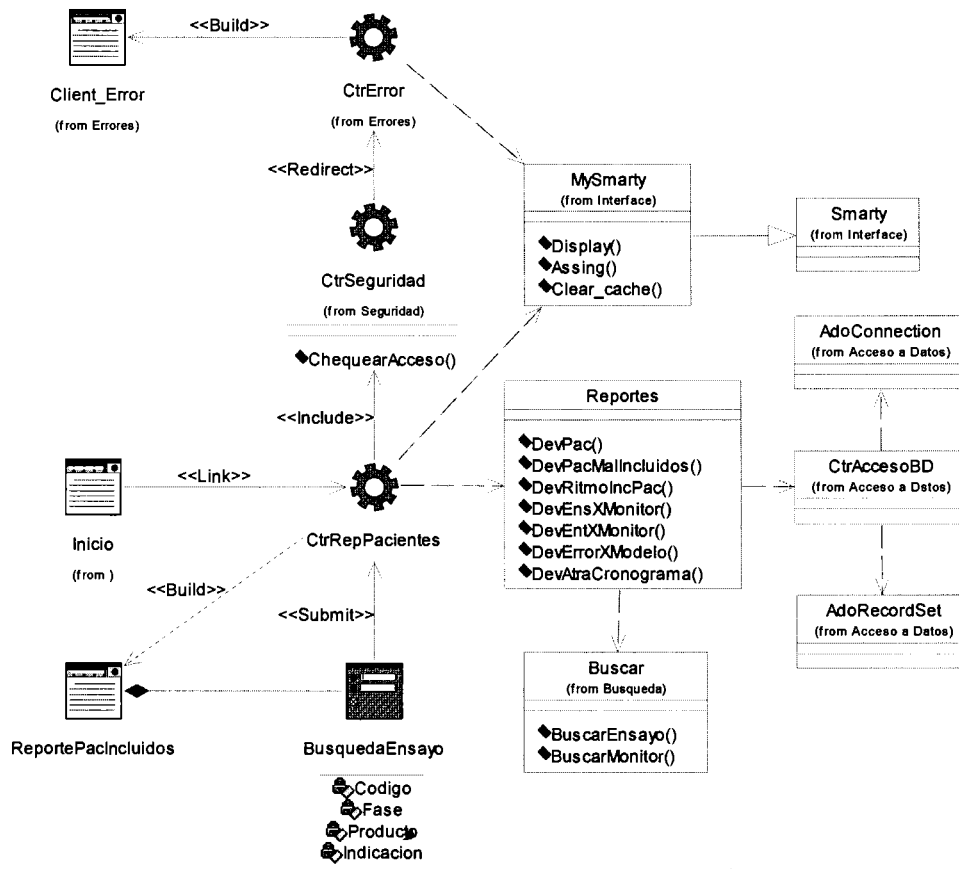 <<Build>>
Client_Error
(from Errores)
CtrError
(from Errores)
<<Redirect>>
MySmarty
(from Interface)
Display()
Assing()
Clear_cache()
Smarty
(from Interface)
CtrSeguridad
(from Seguridad)
ChequearAcceso()
<<Include>>
AdoConnection
(from Acceso a Datos)
Reportes
DevPac()
DevPacMalIncluidos()
DevRitmoIncPac()
DevEnsXMonitor()
DevEntXMonitor()
DevErrorXModelo()
DevAtraCronograma()
CtrAccesoBD
(from Acceso a Dstos)
<<Link>>
Inicio
(from )
CtrRepPacientes
<<Build>>
<<Submit>>
AdoRecordSet
(from Acceso a Datos)
Buscar
(from Busqueda)
BuscarEnsayo()
BuscarMonitor()
ReportePacIncluidos
BusquedaEnsayo
Codigo
Fase
Producto
Indicacion